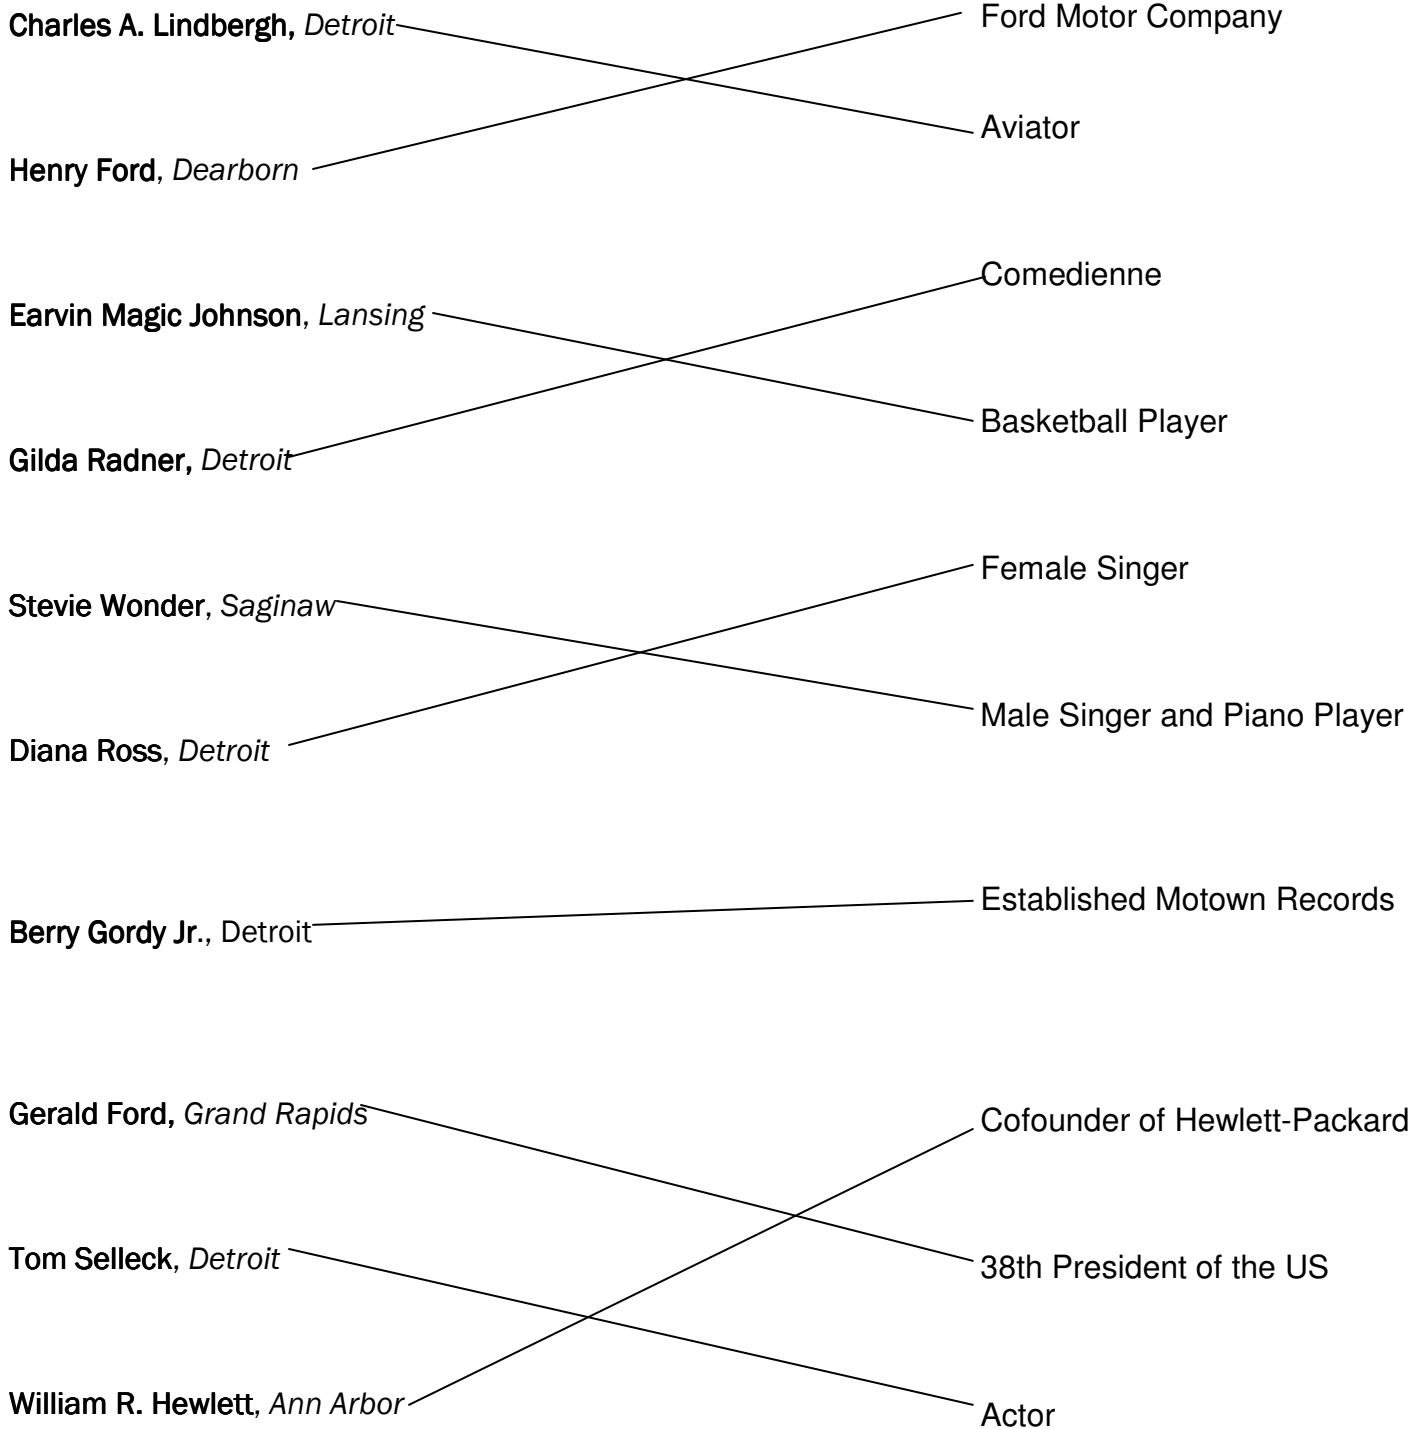 Charles A. Lindbergh, Detroit
Ford Motor Company
Aviator
Henry Ford, Dearborn
Comedienne
Earvin Magic Johnson, Lansing
Basketball Player
Gilda Radner, Detroit
Female Singer
Stevie Wonder, Saginaw
Male Singer and Piano Player
Diana Ross, Detroit
Established Motown Records
Berry Gordy Jr., Detroit
Gerald Ford, Grand Rapids
Cofounder of Hewlett-Packard
Tom Selleck, Detroit
38th President of the US
William R. Hewlett, Ann Arbor
Actor